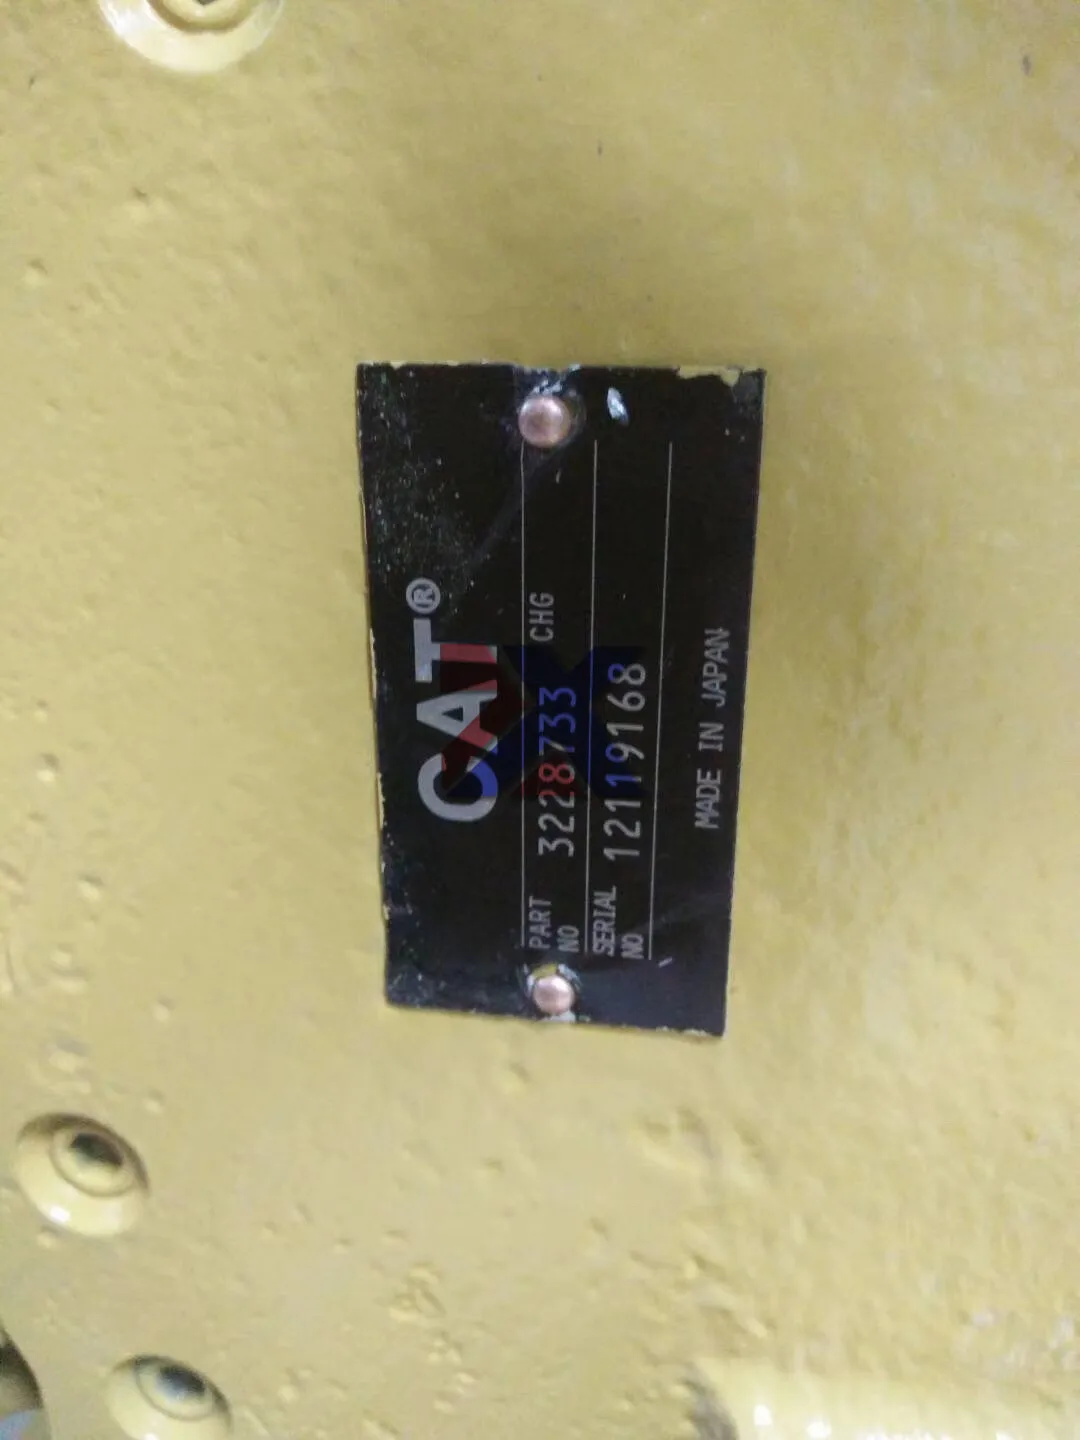 CAT®
PART NO 3228733 CHG
SERIAL NO 12119168
MADE IN JAPAN